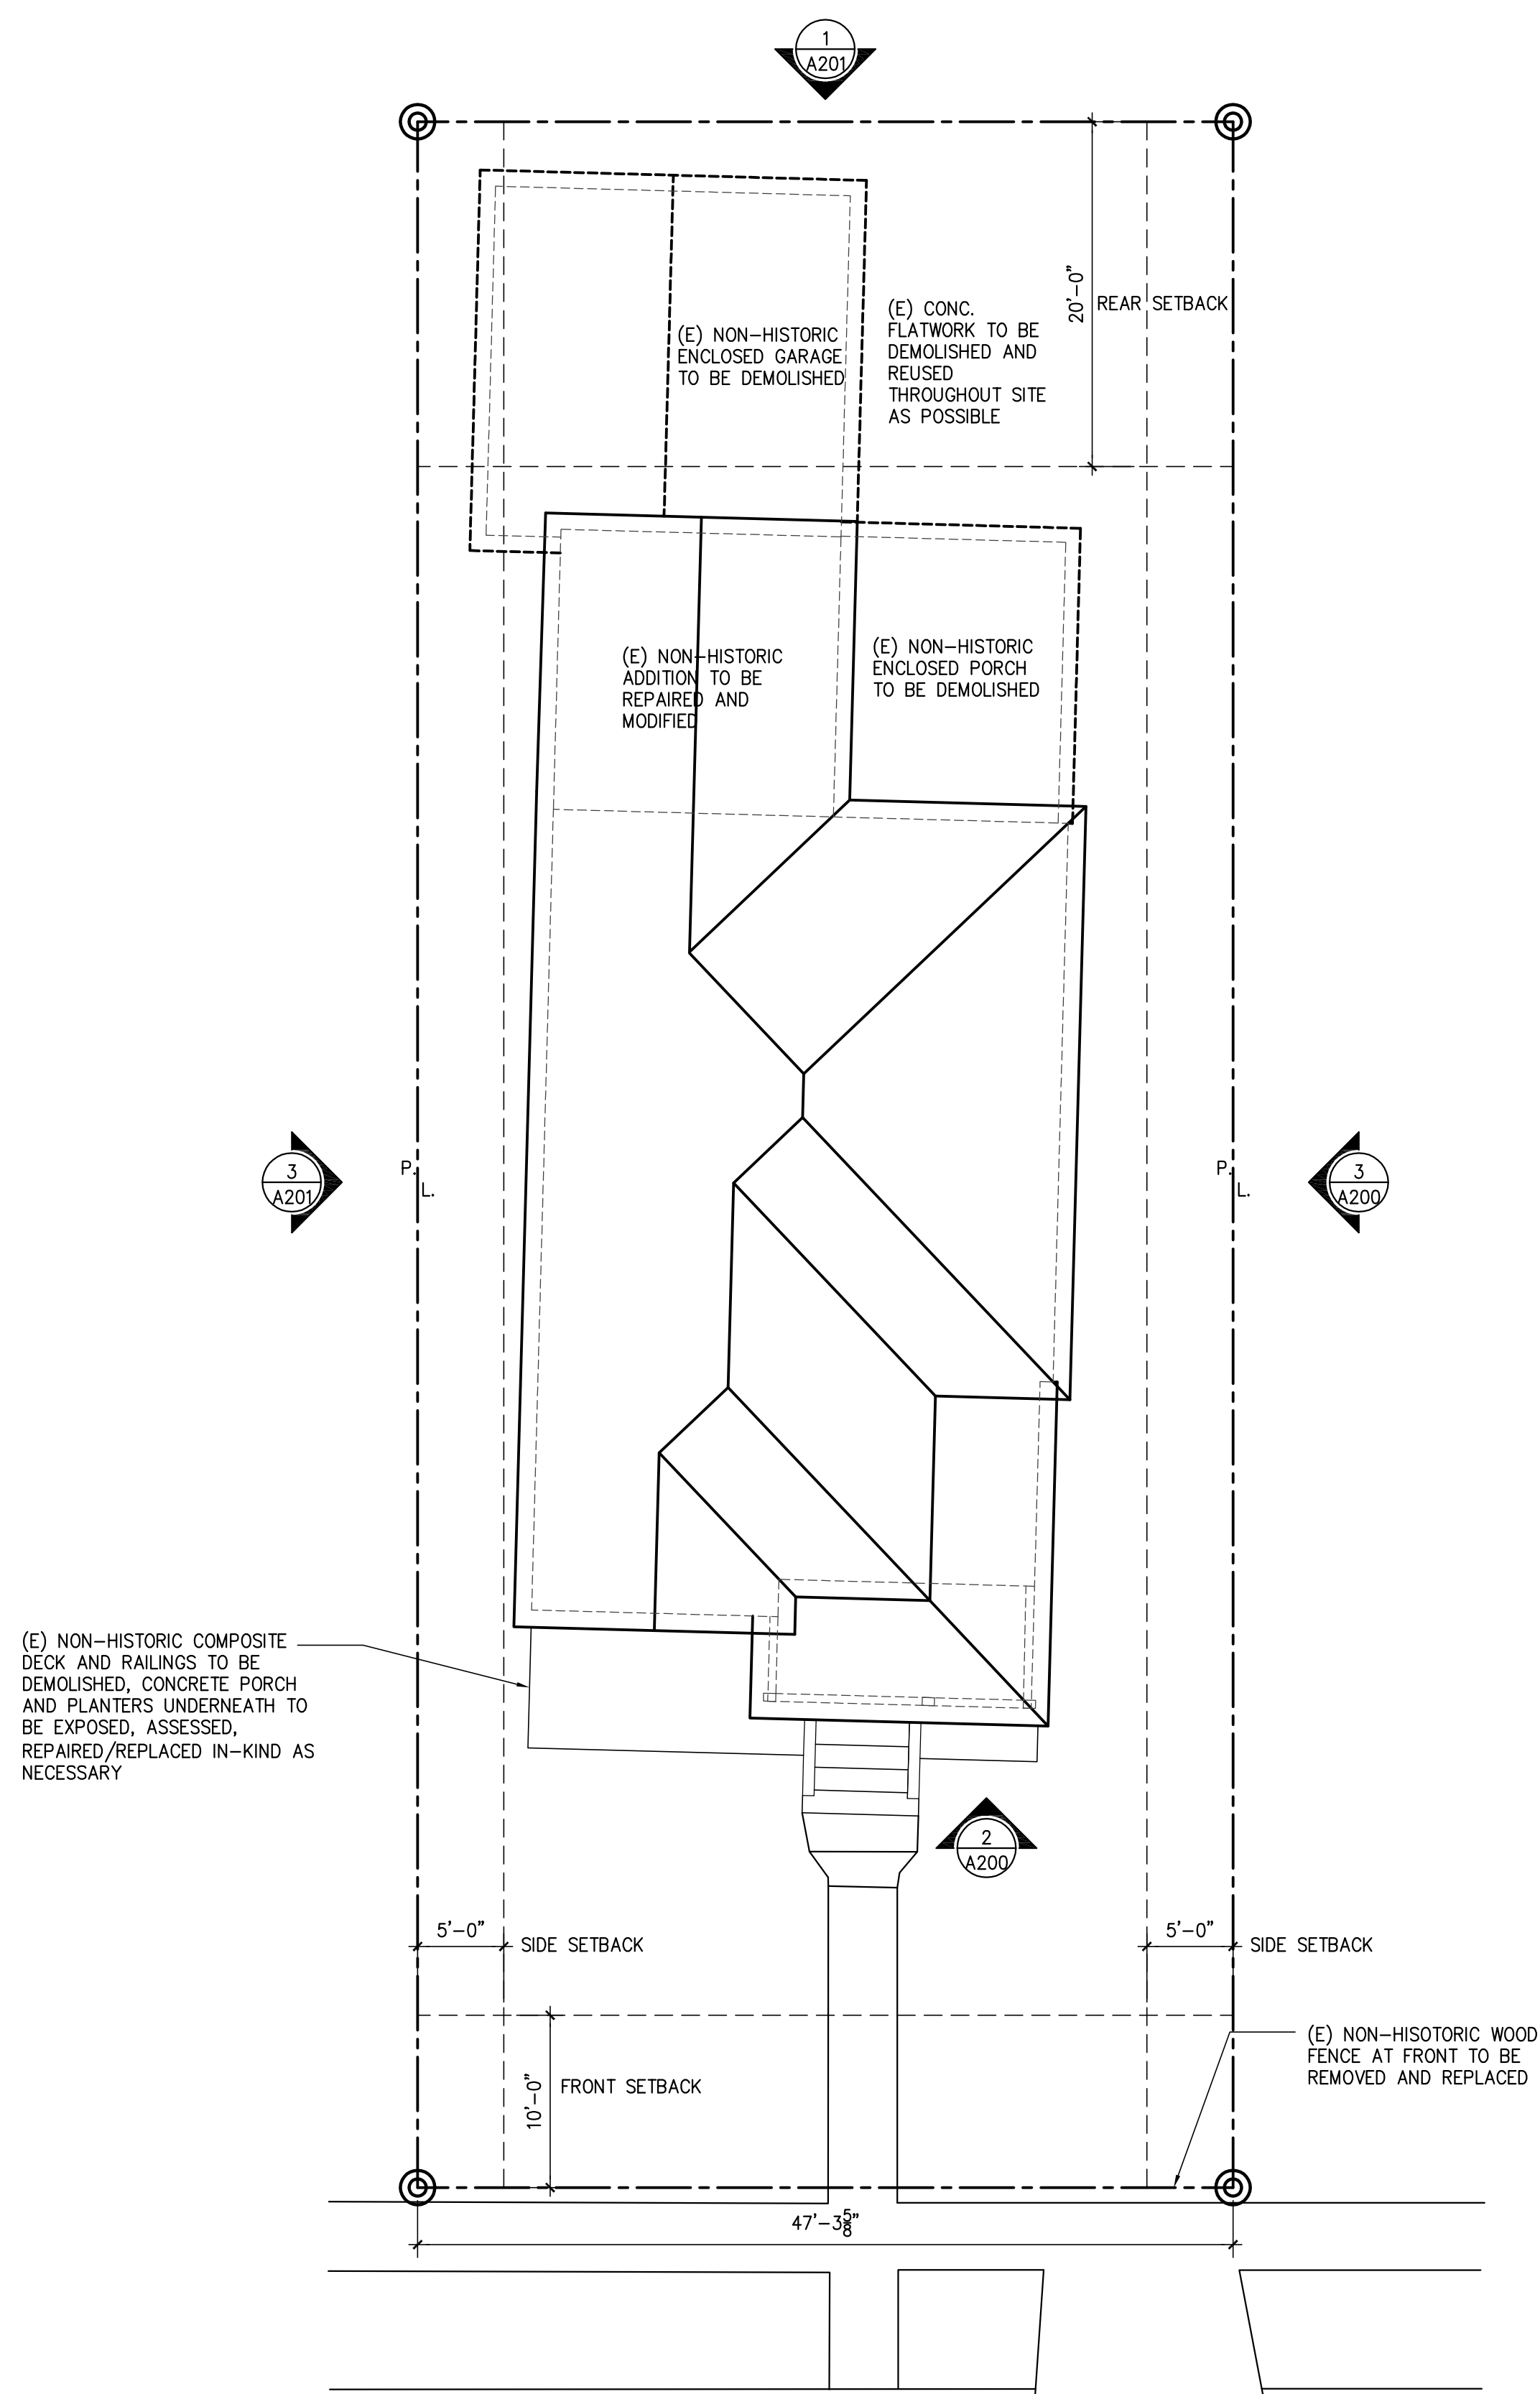 1
A201
20'-0"
REAR SETBACK
(E) CONC.
FLATWORK TO BE
DEMOLISHED AND
REUSED
THROUGHOUT SITE
AS POSSIBLE
(E) NON-HISTORIC
ENCLOSED GARAGE
TO BE DEMOLISHED
(E) NON-HISTORIC
ADDITION TO BE
REPAIRED AND
MODIFIED
(E) NON-HISTORIC
ENCLOSED PORCH
TO BE DEMOLISHED
3
A201
P.
L.
P.
L.
3
A200
(E) NON-HISTORIC COMPOSITE
DECK AND RAILINGS TO BE
DEMOLISHED, CONCRETE PORCH
AND PLANTERS UNDERNEATH TO
BE EXPOSED, ASSESSED,
REPAIRED/REPLACED IN-KIND AS
NECESSARY
2
A200
5'-0"
SIDE SETBACK
5'-0"
SIDE SETBACK
10'-0"
FRONT SETBACK
(E) NON-HISOTORIC WOOD
FENCE AT FRONT TO BE
REMOVED AND REPLACED
47'-3 5/8"